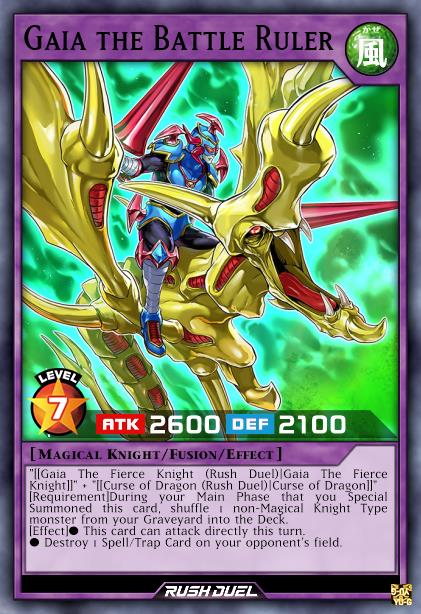 GAIA THE BATTLE RULER
かぜ
風
LEVEL
7
ATK 2600 DEF 2100
[MAGICAL KNIGHT/FUSION/EFFECT]
"[[Gaia The Fierce Knight (Rush Duel)|Gaia The Fierce
Knight]]" + "[[Curse of Dragon (Rush Duel)|Curse of Dragon]]"
[Requirement]During your Main Phase that you Special
Summoned this card, shuffle 1 non-Magical Knight Type
monster from your Graveyard into the Deck.
[Effect]● This card can attack directly this turn.
● Destroy 1 Spell/Trap Card on your opponent's field.
RUSH DUEL